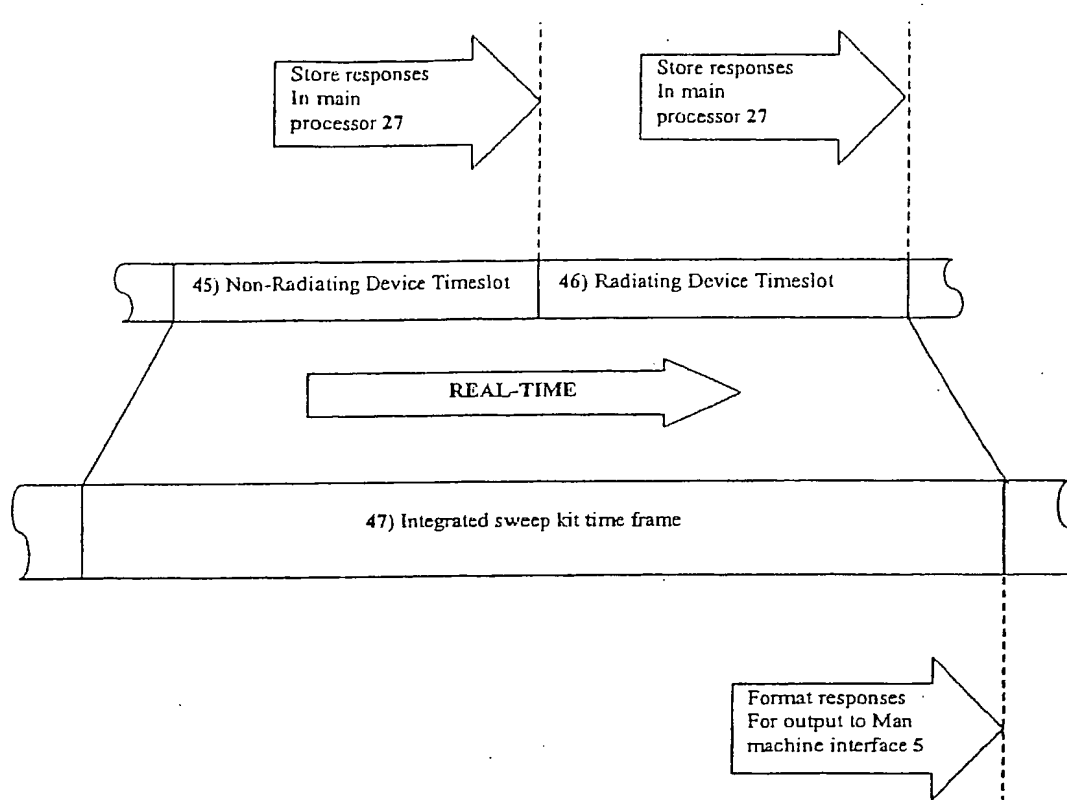 Store responses
In main
processor 27
Store responses
In main
processor 27
45) Non-Radiating Device Timeslot
46) Radiating Device Timeslot
REAL-TIME
47) Integrated sweep kit time frame
Format responses
For output to Man
machine interface 5